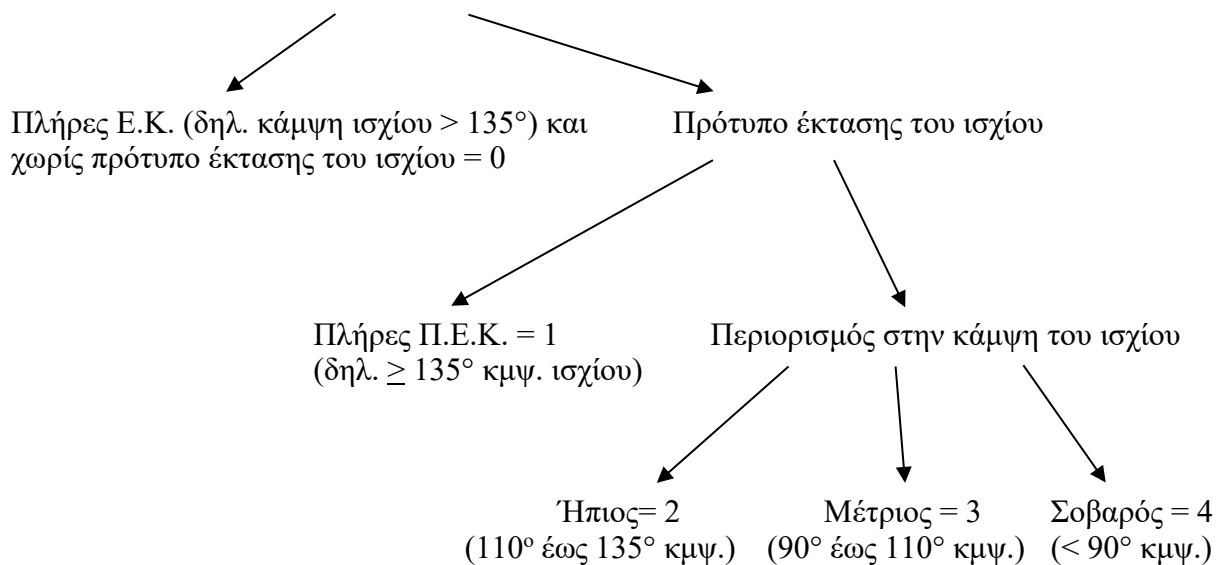 Πλήρες Ε.Κ. (δηλ. κάμψη ισχίου > 135°) και
χωρίς πρότυπο έκτασης του ισχίου = 0
Πρότυπο έκτασης του ισχίου
Πλήρες Π.Ε.Κ. = 1
(δηλ. ≥ 135° κμψ. ισχίου)
Περιορισμός στην κάμψη του ισχίου
Ήπιος= 2
(110º έως 135° κμψ.)
Μέτριος = 3
(90° έως 110° κμψ.)
Σοβαρός = 4
(< 90° κμψ.)